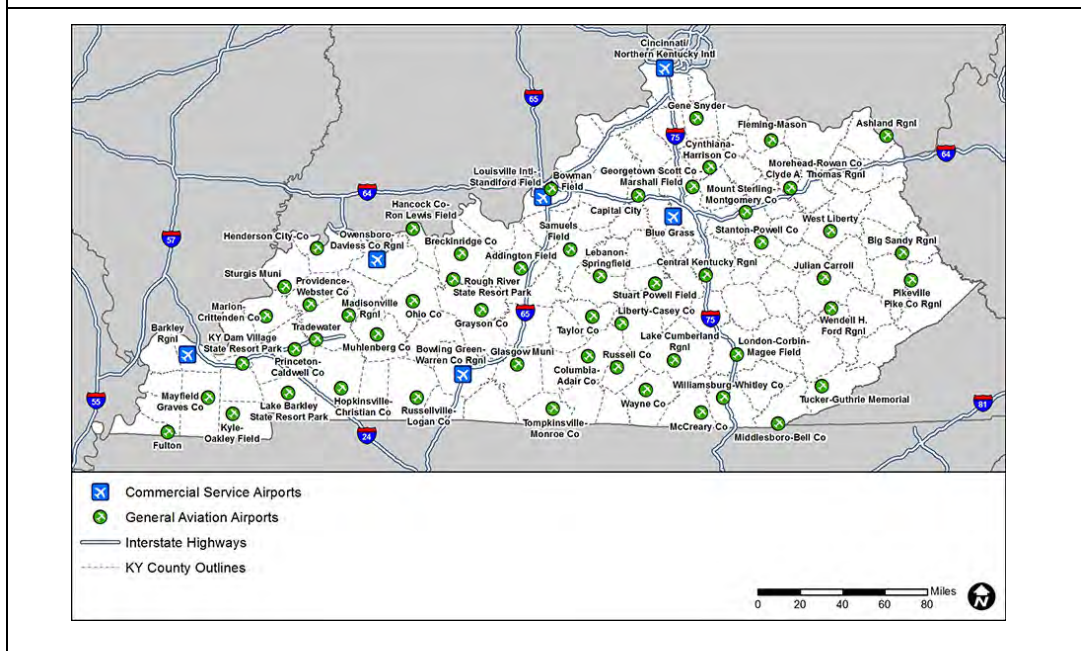 Cincinnati/
Northern Kentucky Intl
65
Gene Snyder
Fleming-Mason
Ashland Rgnl
75
Cynthiana-
Harrison Co
64
Morehead-Rowan Co
Clyde A. Thomas Rgnl
Louisville Intl-
Standiford Field
Bowman
Field
Georgetown Scott Co -
Marshall Field
64
Mount Sterling-
Montgomery Co
Hancock Co-
Ron Lewis Field
Capital City
Blue Grass
West Liberty
57
Henderson City-Co
Owensboro-
Daviess Co Rgnl
Breckinridge Co
Samuels
Field
Stanton-Powell Co
Big Sandy Rgnl
Addington Field
Lebanon-
Springfield
Central Kentucky Rgnl
Julian Carroll
Sturgis Muni
Providence-
Webster Co
Rough River
State Resort Park
Stuart Powell Field
Pikeville
Pike Co Rgnl
Marion-
Crittenden Co
Madisonville
Rgnl
Ohio Co
Grayson Co
65
Liberty-Casey Co
75
Wendell H.
Ford Rgnl
Barkley
Rgnl
Tradewater
Taylor Co
Lake Cumberland
Rgnl
London-Corbin-
Magee Field
KY Dam Village
State Resort Park
Muhlenberg Co
Bowling Green-
Warren Co Rgnl
Glasgow Muni
Russell Co
Princeton-
Caldwell Co
Columbia-
Adair Co
Williamsburg-Whitley Co
55
Mayfield
Graves Co
Lake Barkley
State Resort Park
Hopkinsville-
Christian Co
Russellville-
Logan Co
Wayne Co
Tucker-Guthrie Memorial
81
Kyle-
Oakley Field
Tompkinsville-
Monroe Co
McCreary Co
Middlesboro-Bell Co
Fulton
24
Commercial Service Airports
General Aviation Airports
Interstate Highways
KY County Outlines
Miles
0 20 40 60 80
N